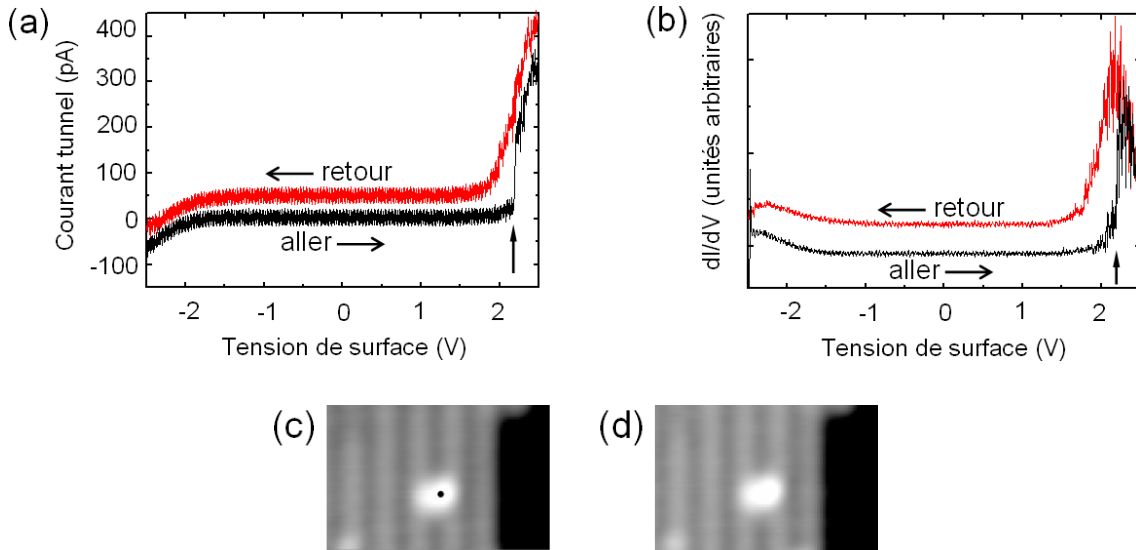 (a)
Courant tunnel (pA)
400
300
200
100
0
-100
retour
aller
-2
-1
0
1
2
Tension de surface (V)
(b)
dI/dV (unités arbitraires)
retour
aller
-2
-1
0
1
2
Tension de surface (V)
(c)
(d)